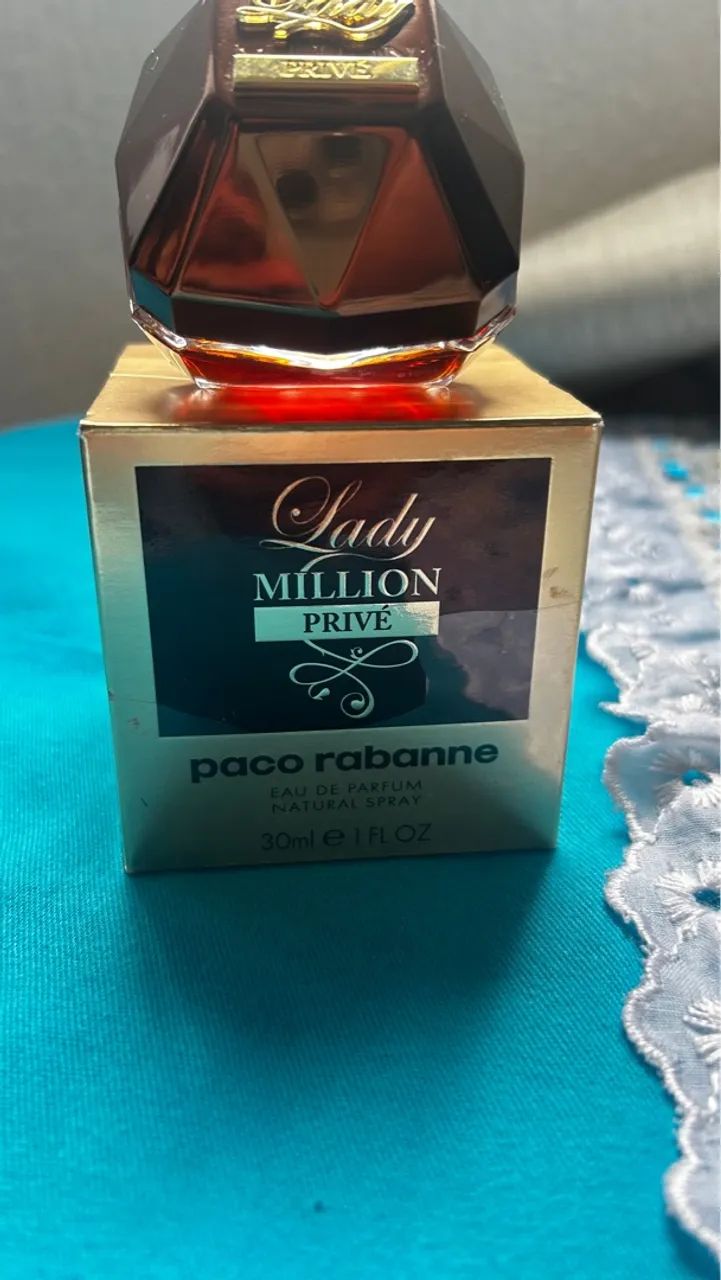 PRIVÉ
Lady
MILLION
PRIVÉ
paco rabanne
EAU DE PARFUM
NATURAL SPRAY
30ml e 1 FL OZ